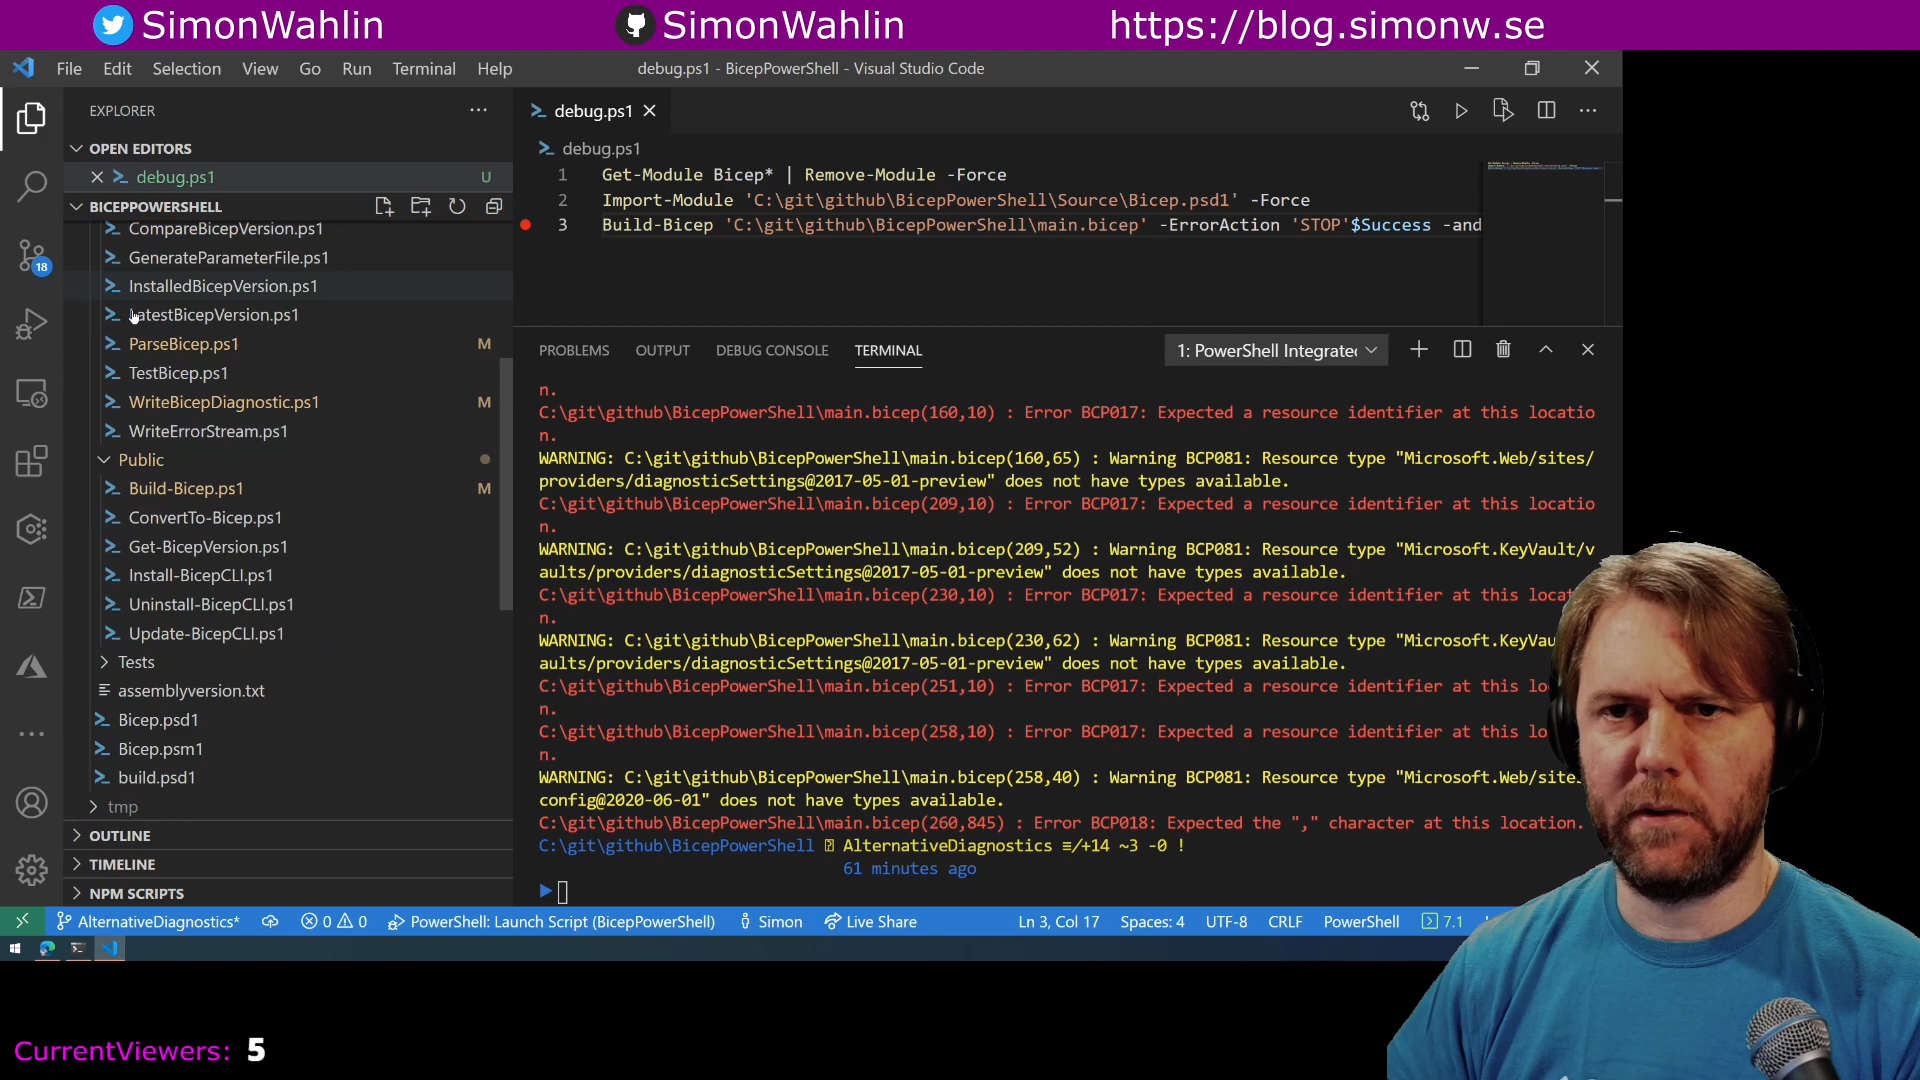 SimonWahlin SimonWahlin https://blog.simonw.se
File Edit Selection View Go Run Terminal Help debug.ps1 - BicepPowerShell - Visual Studio Code
EXPLORER
OPEN EDITORS
debug.ps1 U
BICEPPOWERSHELL
CompareBicepVersion.ps1
GenerateParameterFile.ps1
InstalledBicepVersion.ps1
LatestBicepVersion.ps1
ParseBicep.ps1 M
TestBicep.ps1
WriteBicepDiagnostic.ps1 M
WriteErrorStream.ps1
Public
Build-Bicep.ps1 M
ConvertTo-Bicep.ps1
Get-BicepVersion.ps1
Install-BicepCLI.ps1
Uninstall-BicepCLI.ps1
Update-BicepCLI.ps1
Tests
assemblyversion.txt
Bicep.psd1
Bicep.psm1
build.psd1
tmp
OUTLINE
TIMELINE
NPM SCRIPTS
18
debug.ps1
debug.ps1
1 Get-Module Bicep* | Remove-Module -Force
2 Import-Module 'C:\git\github\BicepPowerShell\Source\Bicep.psd1' -Force
3 Build-Bicep 'C:\git\github\BicepPowerShell\main.bicep' -ErrorAction 'STOP'$Success -and
PROBLEMS OUTPUT DEBUG CONSOLE TERMINAL 1: PowerShell Integrate
n.
C:\git\github\BicepPowerShell\main.bicep(160,10) : Error BCP017: Expected a resource identifier at this locatio
n.
WARNING: C:\git\github\BicepPowerShell\main.bicep(160,65) : Warning BCP081: Resource type "Microsoft.Web/sites/
providers/diagnosticSettings@2017-05-01-preview" does not have types available.
C:\git\github\BicepPowerShell\main.bicep(209,10) : Error BCP017: Expected a resource identifier at this locatio
n.
WARNING: C:\git\github\BicepPowerShell\main.bicep(209,52) : Warning BCP081: Resource type "Microsoft.KeyVault/v
aults/providers/diagnosticSettings@2017-05-01-preview" does not have types available.
C:\git\github\BicepPowerShell\main.bicep(230,10) : Error BCP017: Expected a resource identifier at this locat
n.
WARNING: C:\git\github\BicepPowerShell\main.bicep(230,62) : Warning BCP081: Resource type "Microsoft.KeyVau
aults/providers/diagnosticSettings@2017-05-01-preview" does not have types available.
C:\git\github\BicepPowerShell\main.bicep(251,10) : Error BCP017: Expected a resource identifier at this lo
n.
C:\git\github\BicepPowerShell\main.bicep(258,10) : Error BCP017: Expected a resource identifier at this lo
n.
WARNING: C:\git\github\BicepPowerShell\main.bicep(258,40) : Warning BCP081: Resource type "Microsoft.Web/site
config@2020-06-01" does not have types available.
C:\git\github\BicepPowerShell\main.bicep(260,845) : Error BCP018: Expected the "," character at this location.
C:\git\github\BicepPowerShell AlternativeDiagnostics ≡/+14 ~3 -0 !
61 minutes ago
AlternativeDiagnostics* 0 0 PowerShell: Launch Script (BicepPowerShell) Simon Live Share Ln 3, Col 17 Spaces: 4 UTF-8 CRLF PowerShell 7.1
CurrentViewers: 5